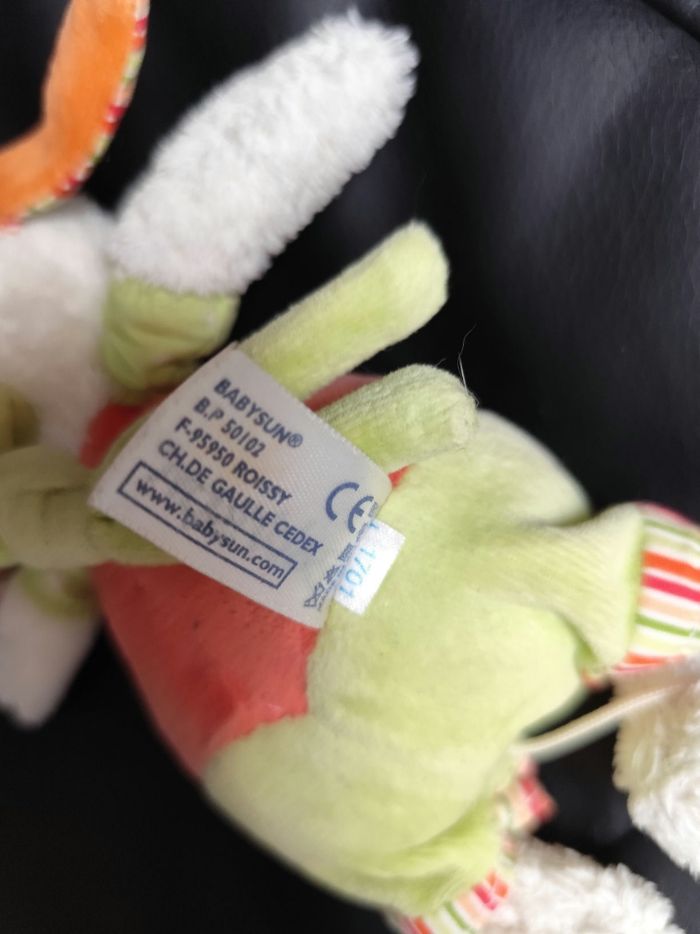 BABYSUN®
B.P 50102
F-95950 ROISSY
CH.DE GAULLE CEDEX
www.babysun.com
CE
1701